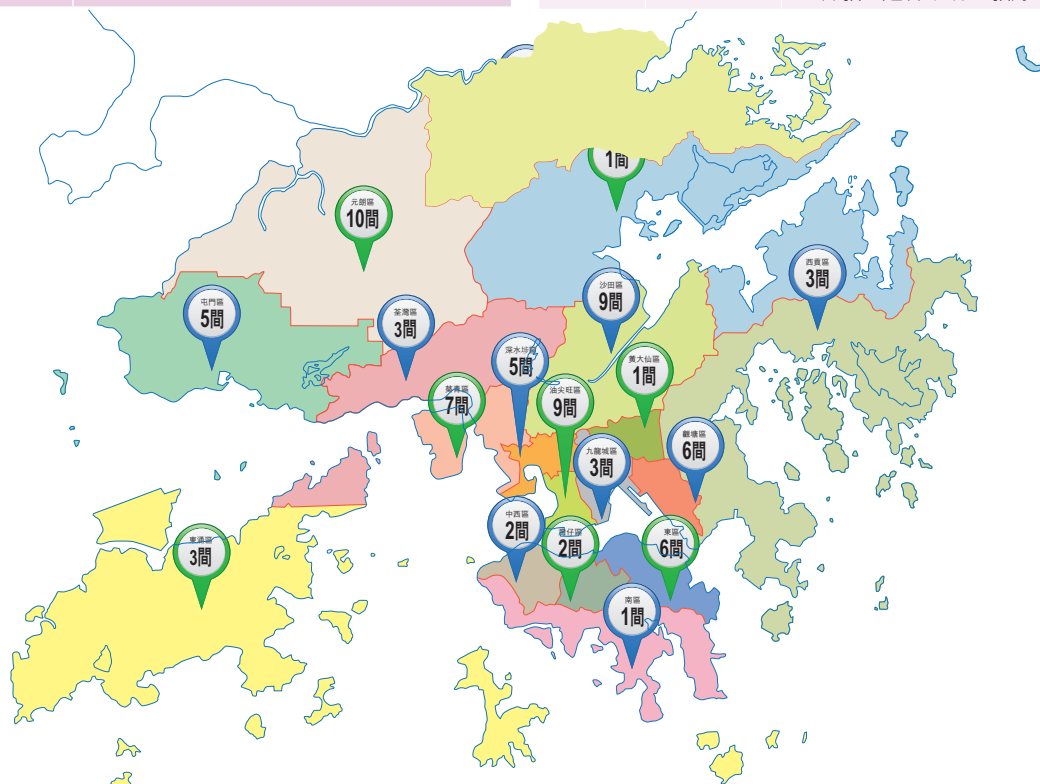 1間
元朗區
10間
西貢區
3間
沙田區
9間
屯門區
5間
荃灣區
3間
深水埗區
5間
黃大仙區
1間
葵青區
7間
油尖旺區
9間
觀塘區
6間
九龍城區
3間
中西區
2間
灣仔區
2間
東區
6間
東涌區
3間
南區
1間